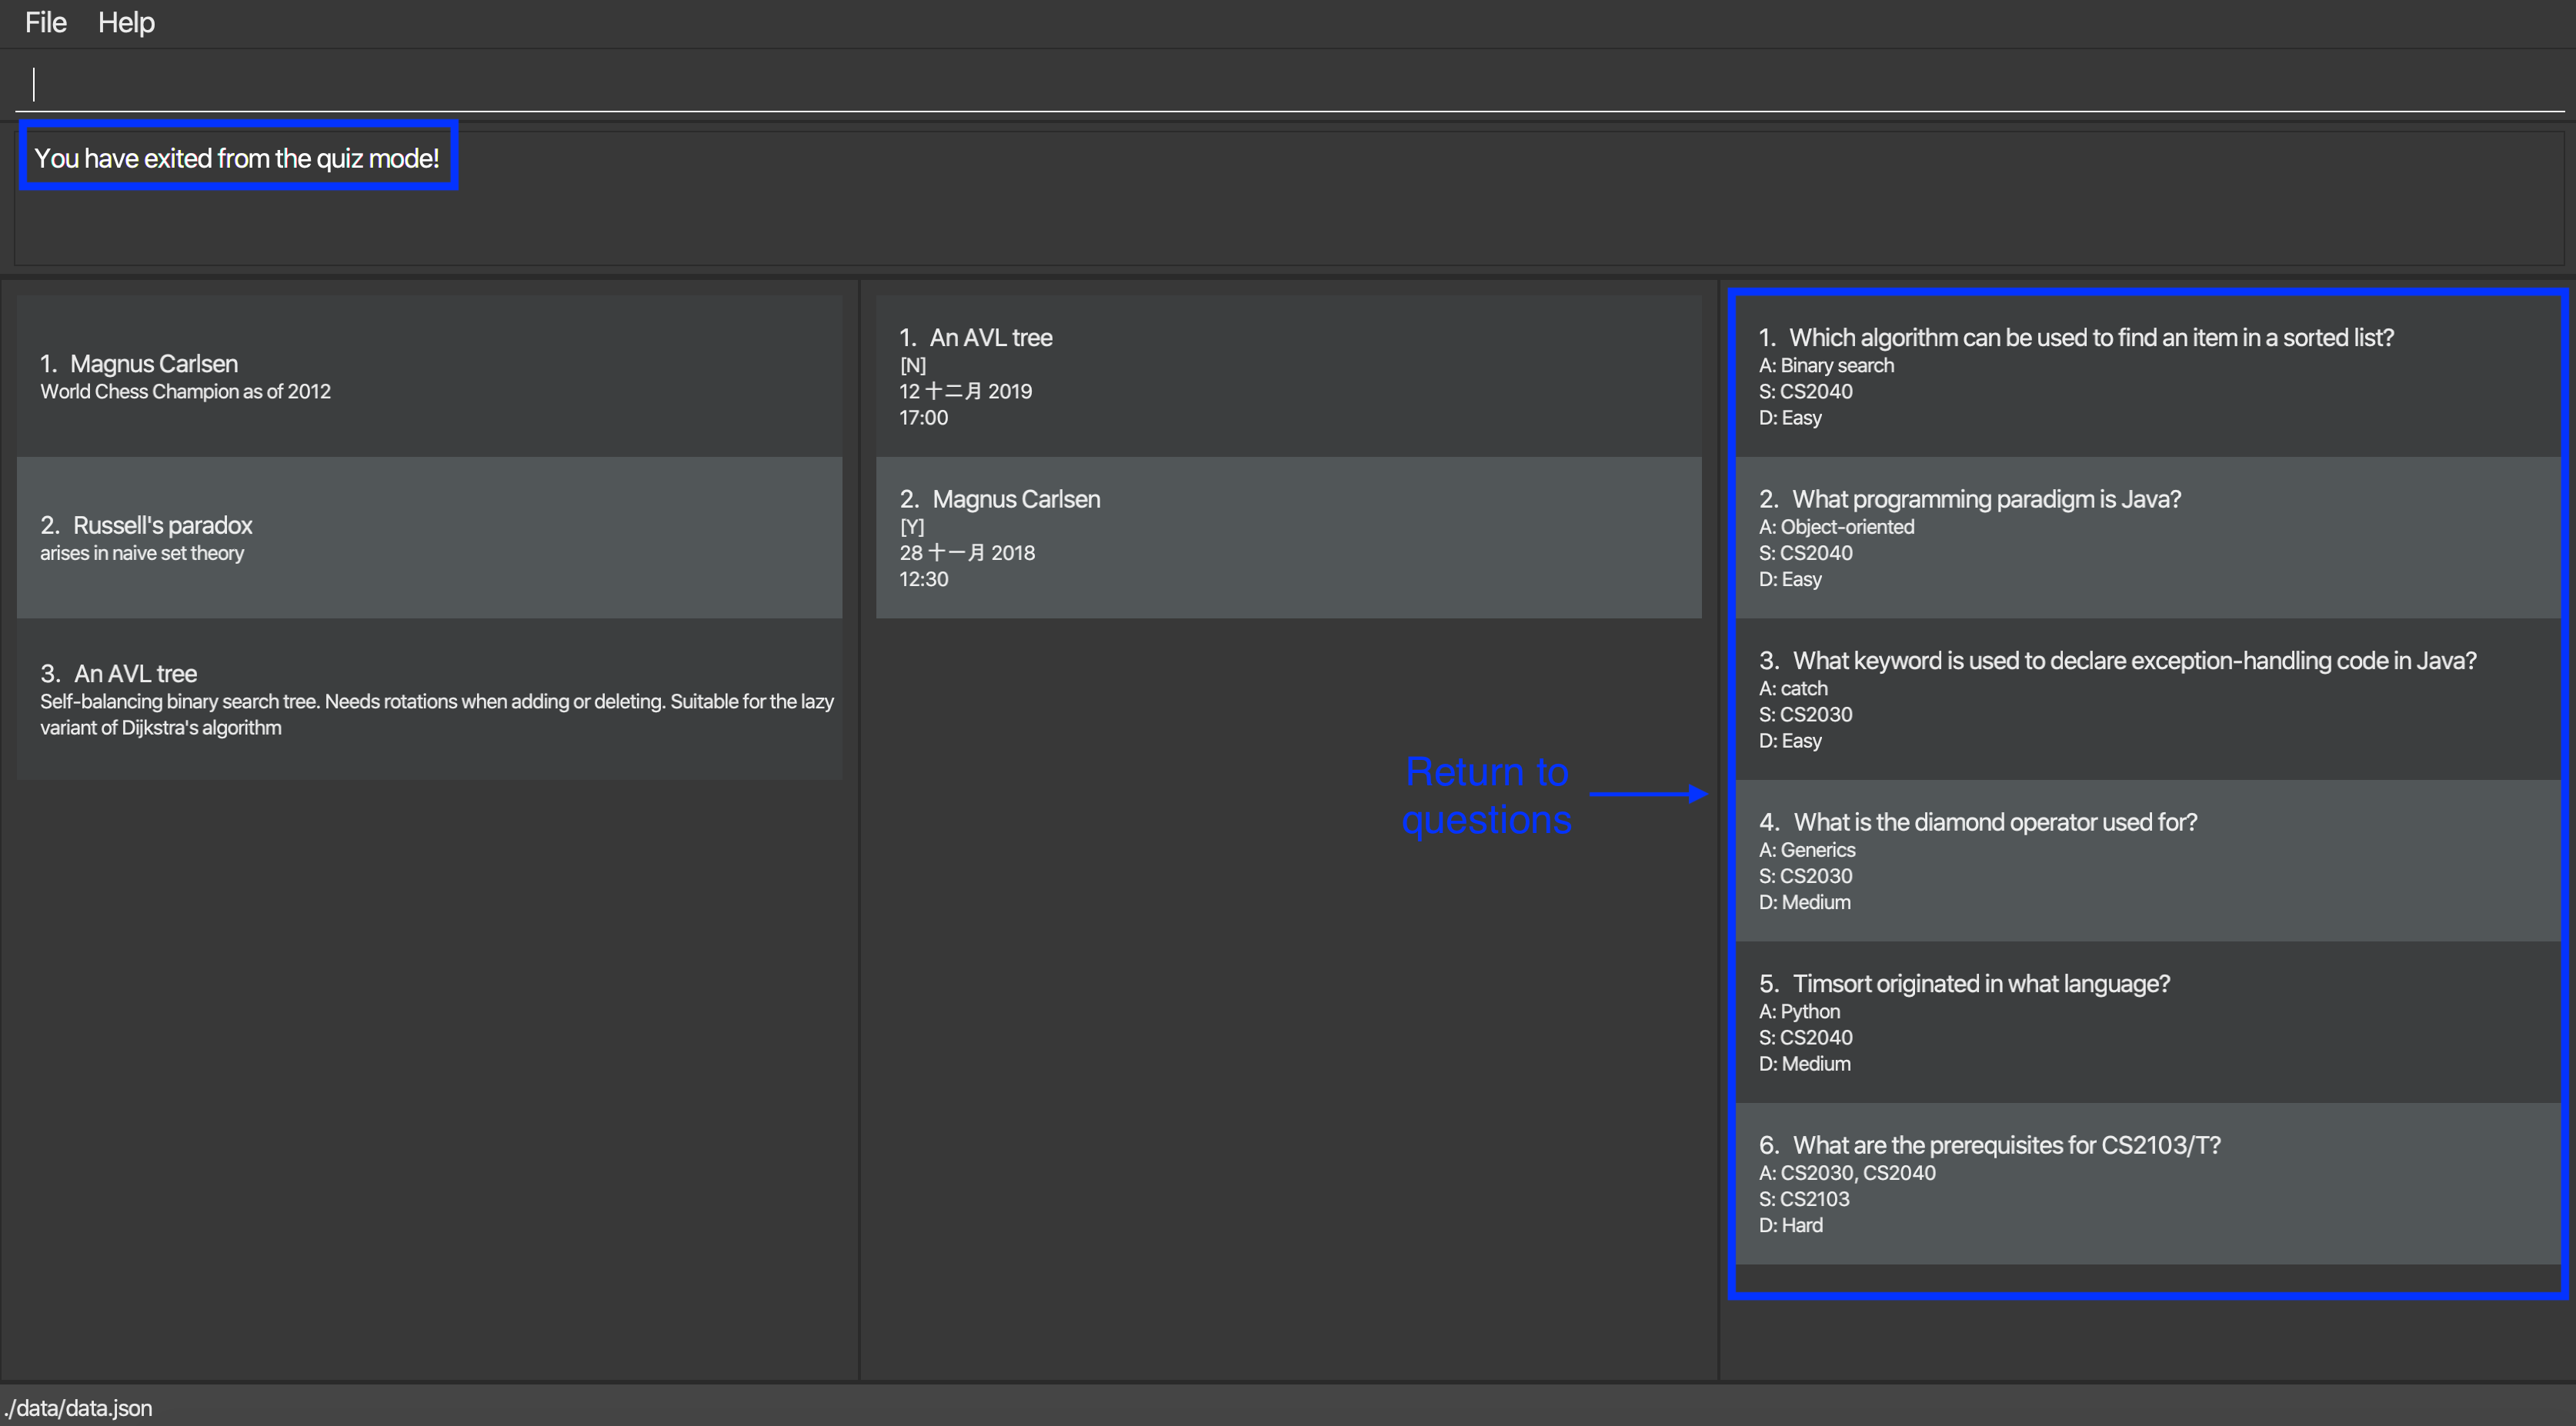 File Help
You have exited from the quiz mode!
1. Magnus Carlsen
World Chess Champion as of 2012
2. Russell's paradox
arises in naive set theory
3. An AVL tree
Self-balancing binary search tree. Needs rotations when adding or deleting. Suitable for the lazy
variant of Dijkstra's algorithm
1. An AVL tree
[N]
12 十二月 2019
17:00
2. Magnus Carlsen
[Y]
28 十一月 2018
12:30
Return to
questions
1. Which algorithm can be used to find an item in a sorted list?
A: Binary search
S: CS2040
D: Easy
2. What programming paradigm is Java?
A: Object-oriented
S: CS2040
D: Easy
3. What keyword is used to declare exception-handling code in Java?
A: catch
S: CS2030
D: Easy
4. What is the diamond operator used for?
A: Generics
S: CS2030
D: Medium
5. Timsort originated in what language?
A: Python
S: CS2040
D: Medium
6. What are the prerequisites for CS2103/T?
A: CS2030, CS2040
S: CS2103
D: Hard
./data/data.json